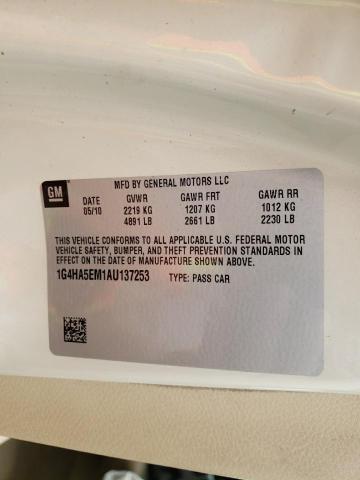 MFD BY GENERAL MOTORS LLC
GM
DATE GVWR GAWR FRT GAWR RR
05/10 2219 KG 1207 KG 1012 KG
4891 LB 2661 LB 2230 LB
THIS VEHICLE CONFORMS TO ALL APPLICABLE U.S. FEDERAL MOTOR
VEHICLE SAFETY, BUMPER, AND THEFT PREVENTION STANDARDS IN
EFFECT ON THE DATE OF MANUFACTURE SHOWN ABOVE.
1G4HA5EM1AU137253 TYPE: PASS CAR